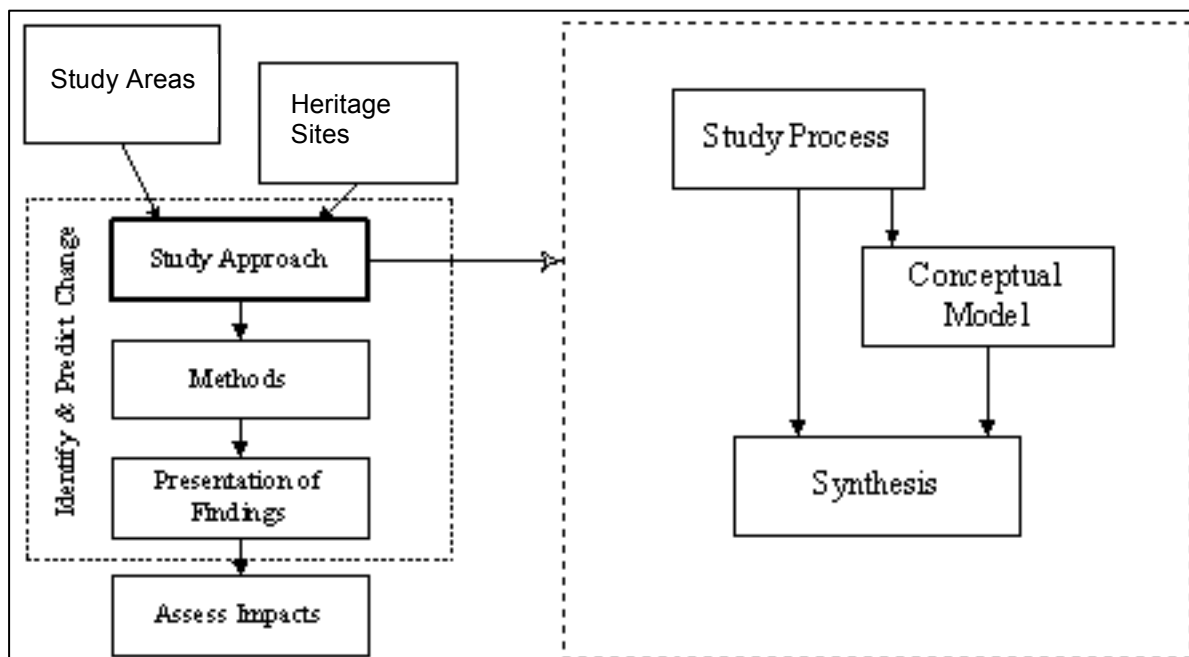 Study Areas
Heritage
Sites
Identify & Predict Change
Study Approach
Methods
Presentation of
Findings
Assess Impacts
Study Process
Conceptual
Model
Synthesis